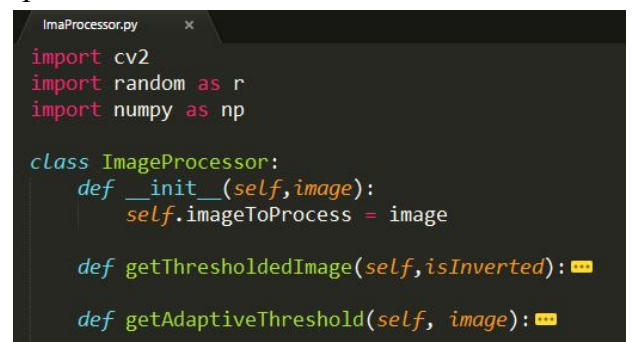 ImaProcessor.py ×
import cv2
import random as r
import numpy as np
class ImageProcessor:
def __init__(self,image):
self.imageToProcess = image
def getThresholdedImage(self,isInverted):
def getAdaptiveThreshold(self, image):